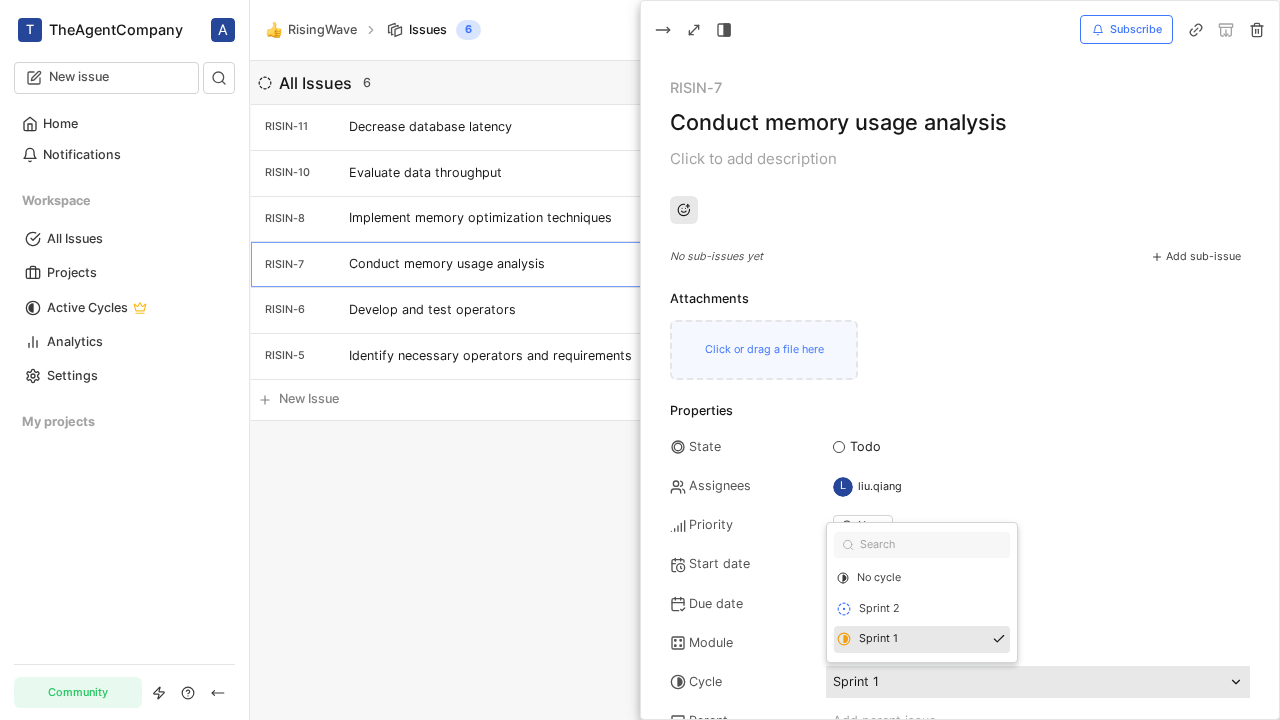 T TheAgentCompany A
New issue
Home
Notifications
Workspace
All Issues
Projects
Active Cycles
Analytics
Settings
My projects
Community
RisingWave Issues 6
All Issues 6
RISIN-11 Decrease database latency
RISIN-10 Evaluate data throughput
RISIN-8 Implement memory optimization techniques
RISIN-7 Conduct memory usage analysis
RISIN-6 Develop and test operators
RISIN-5 Identify necessary operators and requirements
New Issue
Subscribe
RISIN-7
Conduct memory usage analysis
Click to add description
No sub-issues yet Add sub-issue
Attachments
Click or drag a file here
Properties
State Todo
Assignees L liu.qiang
Priority
Start date
Due date
Module
Search
No cycle
Sprint 2
Sprint 1
Cycle Sprint 1
Parent Add parent issue